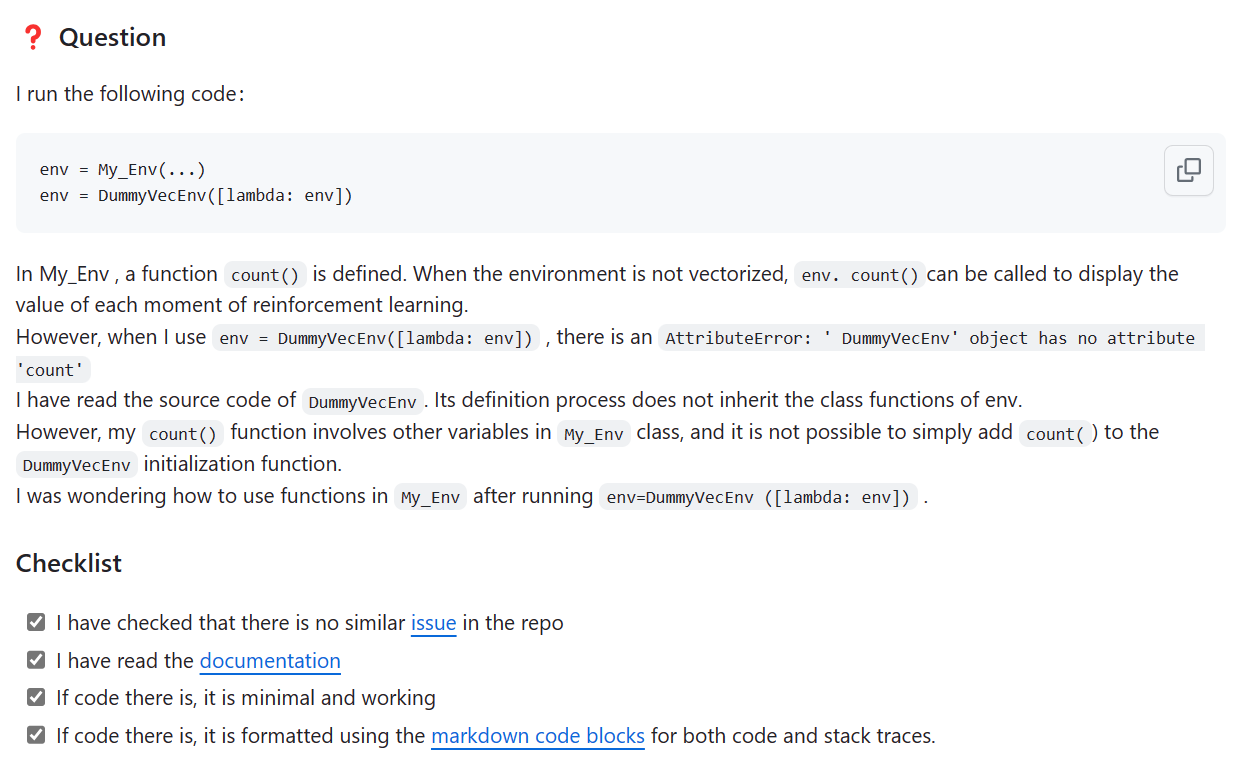 ❓ Question
I run the following code:
env = My_Env(...)
env = DummyVecEnv([lambda: env])
In My_Env , a function count() is defined. When the environment is not vectorized, env. count() can be called to display the
value of each moment of reinforcement learning.
However, when I use env = DummyVecEnv([lambda: env]) , there is an AttributeError: ' DummyVecEnv' object has no attribute
'count'
I have read the source code of DummyVecEnv. Its definition process does not inherit the class functions of env.
However, my count() function involves other variables in My_Env class, and it is not possible to simply add count( ) to the
DummyVecEnv initialization function.
I was wondering how to use functions in My_Env after running env=DummyVecEnv ([lambda: env]) .
Checklist
I have checked that there is no similar issue in the repo
I have read the documentation
If code there is, it is minimal and working
If code there is, it is formatted using the markdown code blocks for both code and stack traces.